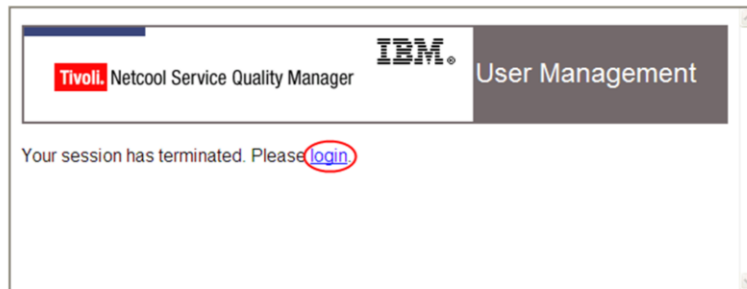 IBM®
Tivoli. Netcool Service Quality Manager
User Management
Your session has terminated. Please login.